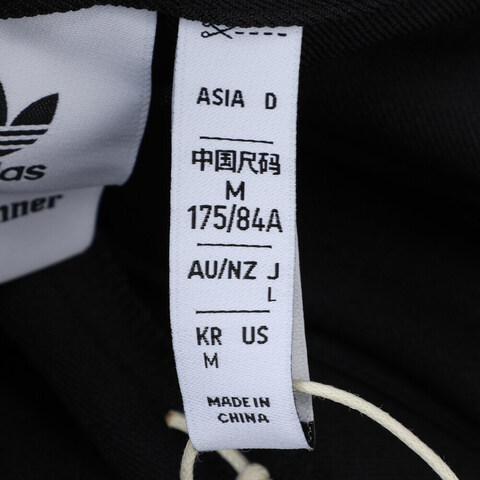 ASIA D
中国尺码
M
175/84A
AU/NZ J
L
KR US
M
MADE IN
CHINA